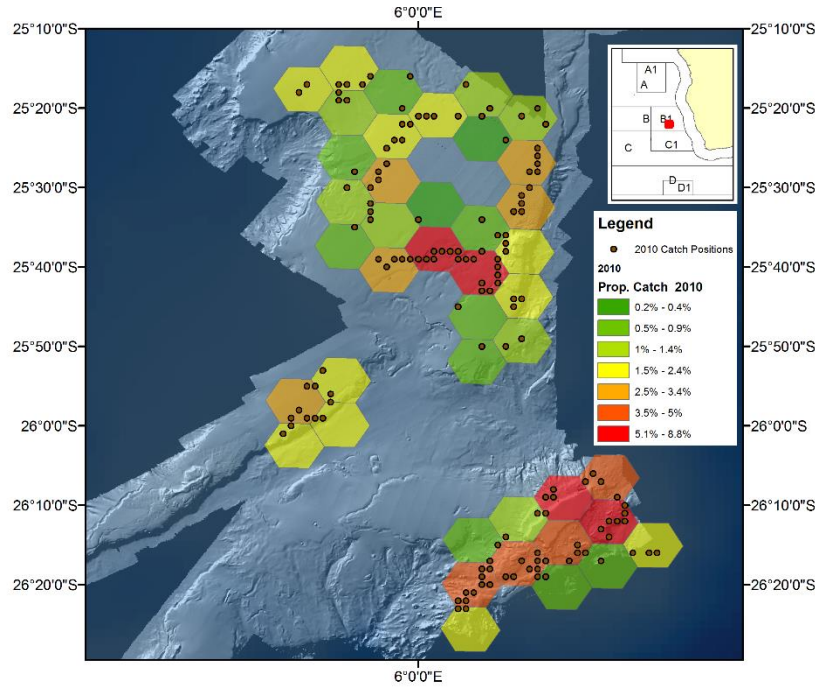 6°0'0"E
25°10'0"S
25°10'0"S
A1
A
B
B1
C
C1
D
D1
25°20'0"S
25°20'0"S
25°30'0"S
25°30'0"S
Legend
2010 Catch Positions
2010
Prop. Catch 2010
0.2% - 0.4%
0.5% - 0.9%
1% - 1.4%
1.5% - 2.4%
2.5% - 3.4%
3.5% - 5%
5.1% - 8.8%
25°40'0"S
25°40'0"S
25°50'0"S
25°50'0"S
26°0'0"S
26°0'0"S
26°10'0"S
26°10'0"S
26°20'0"S
26°20'0"S
6°0'0"E